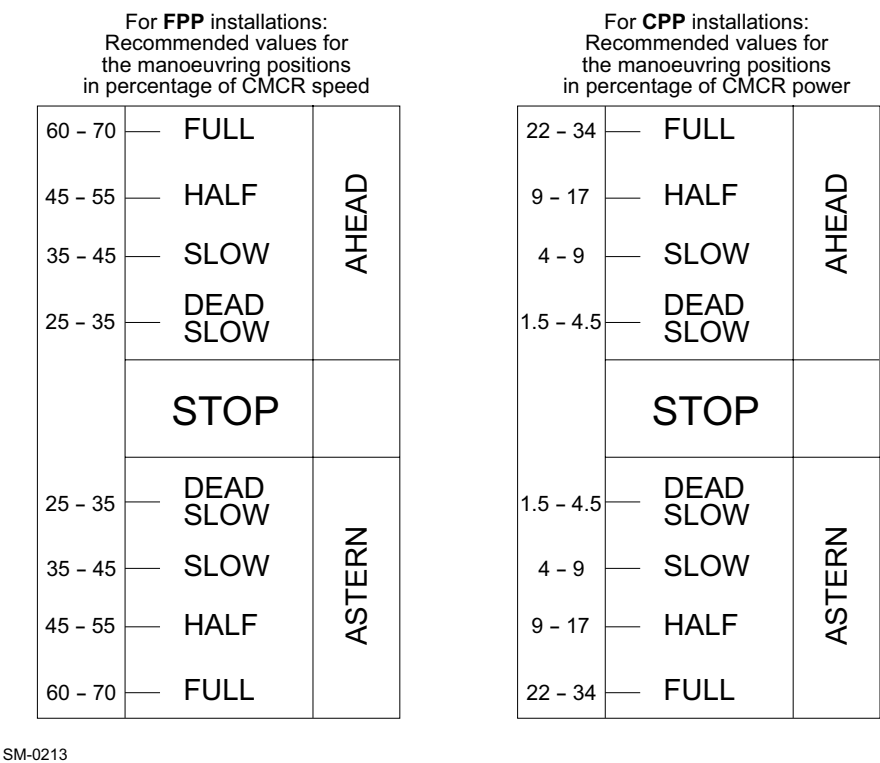 For FPP installations:
Recommended values for
the manoeuvring positions
in percentage of CMCR speed
60 – 70 FULL
45 – 55 HALF
35 – 45 SLOW
25 – 35 DEAD
SLOW
AHEAD
STOP
25 – 35 DEAD
SLOW
35 – 45 SLOW
45 – 55 HALF
60 – 70 FULL
ASTERN
For CPP installations:
Recommended values for
the manoeuvring positions
in percentage of CMCR power
22 – 34 FULL
9 – 17 HALF
4 – 9 SLOW
1.5 – 4.5 DEAD
SLOW
AHEAD
STOP
1.5 – 4.5 DEAD
SLOW
4 – 9 SLOW
9 – 17 HALF
22 – 34 FULL
ASTERN
SM-0213